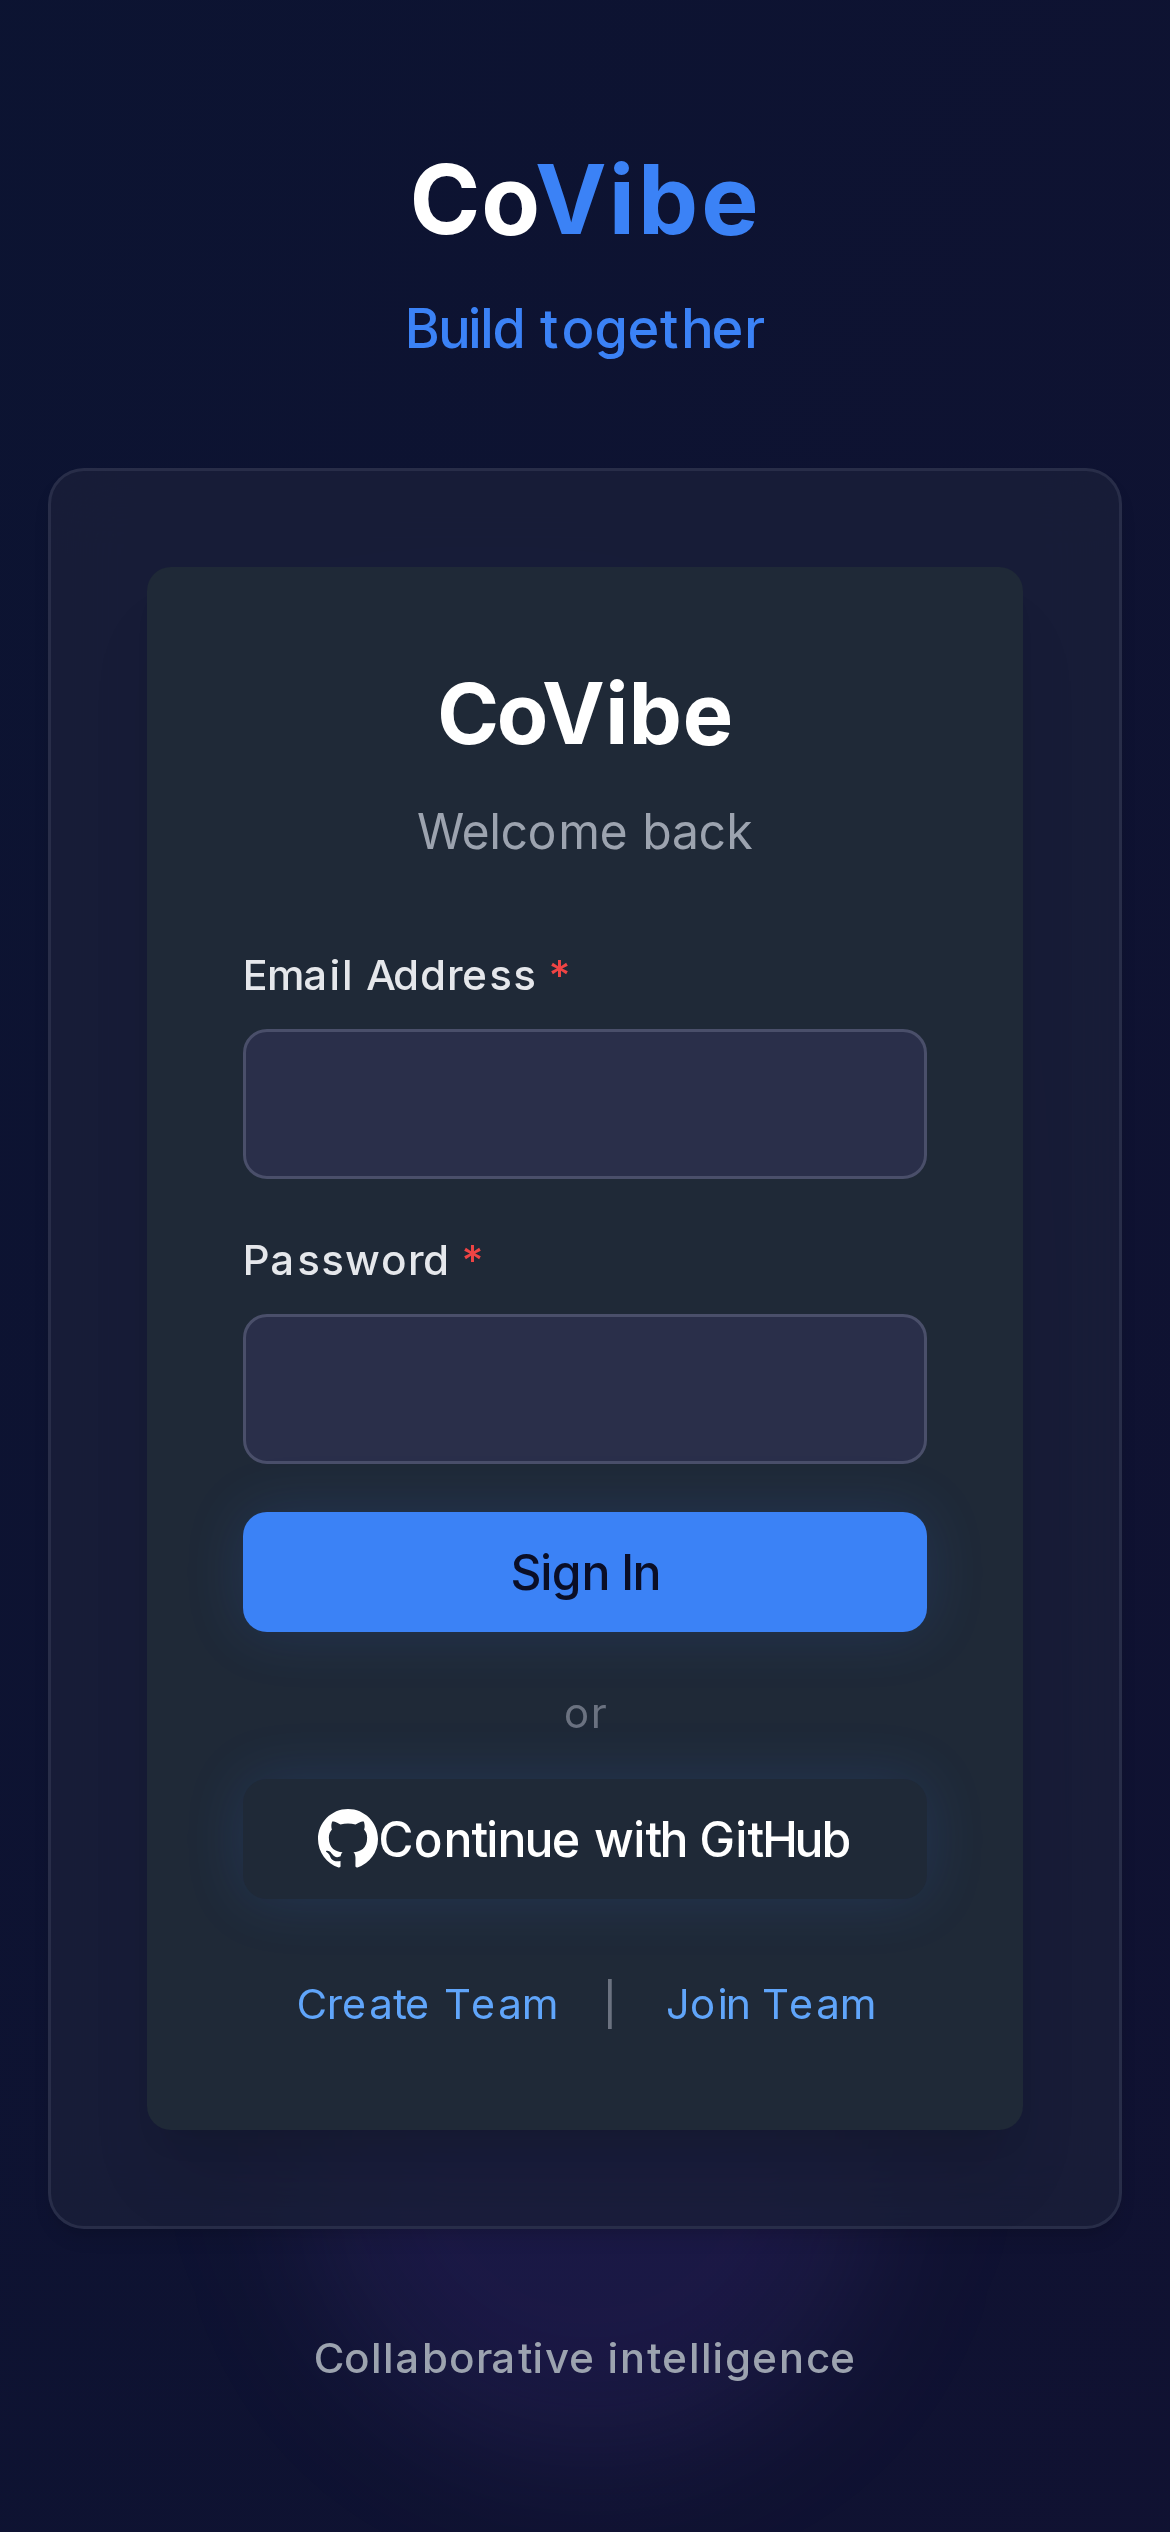 CoVibe
Build together
CoVibe
Welcome back
Email Address *
Password *
Sign In
or
Continue with GitHub
Create Team | Join Team
Collaborative intelligence